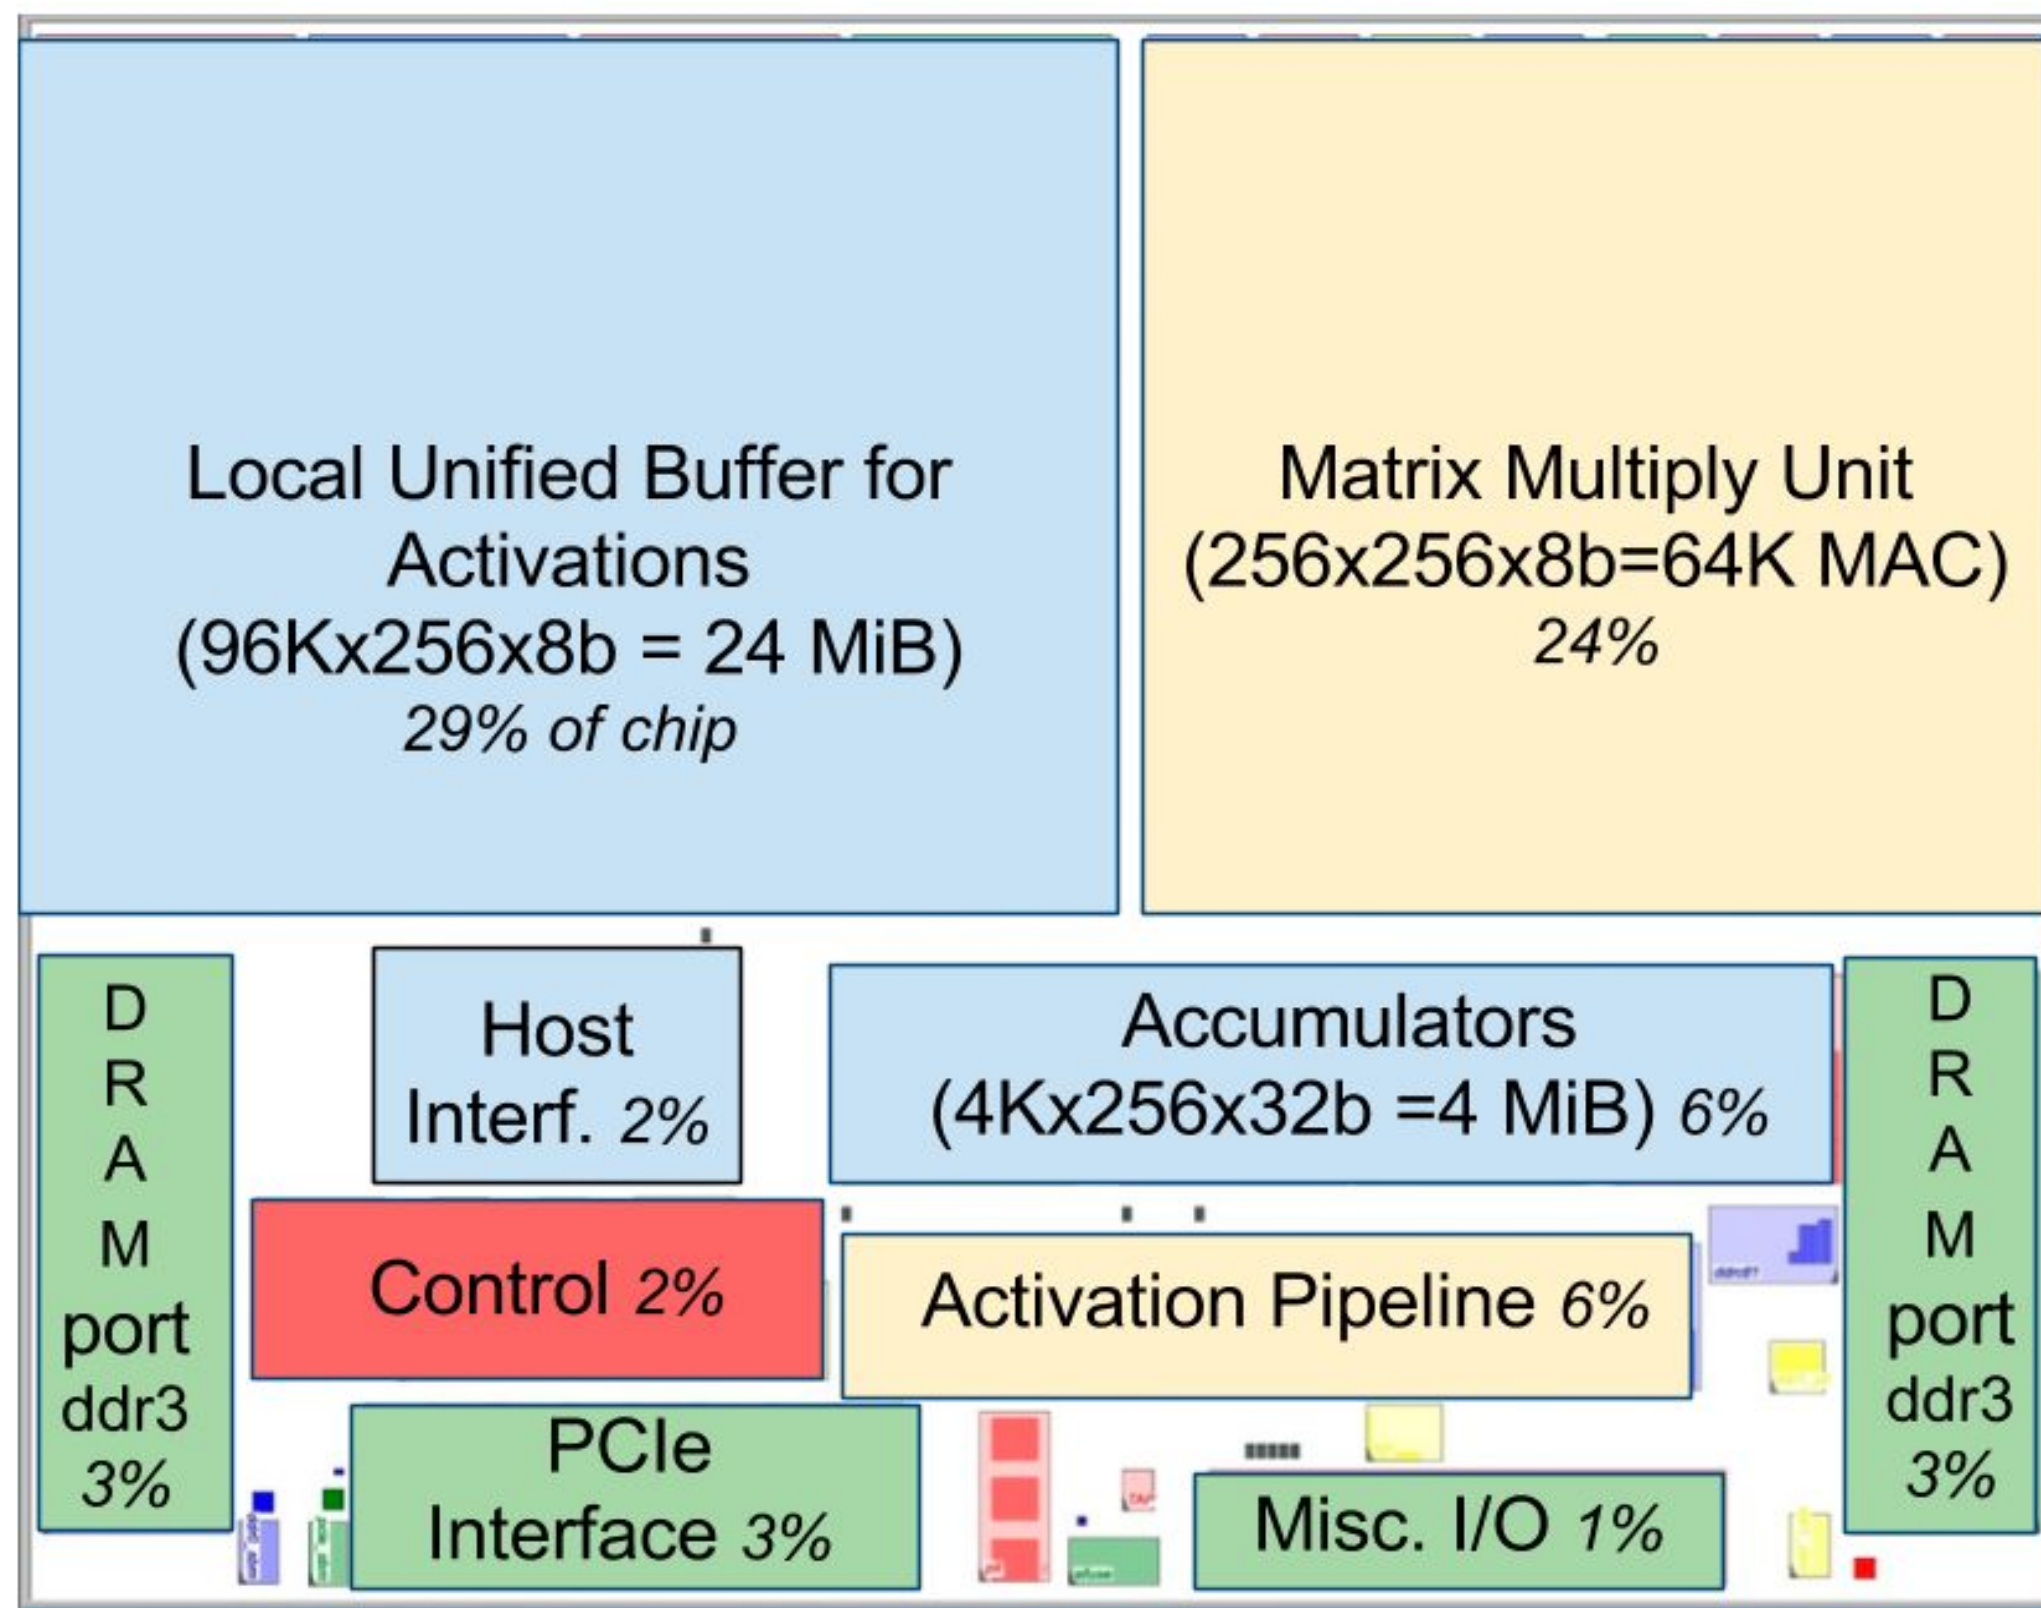 Local Unified Buffer for
Activations
(96Kx256x8b = 24 MiB)
29% of chip
Matrix Multiply Unit
(256x256x8b=64K MAC)
24%
D
R
A
M
port
ddr3
3%
Host
Interf. 2%
Accumulators
(4Kx256x32b =4 MiB) 6%
D
R
A
M
port
ddr3
3%
Control 2%
Activation Pipeline 6%
PCIe
Interface 3%
Misc. I/O 1%